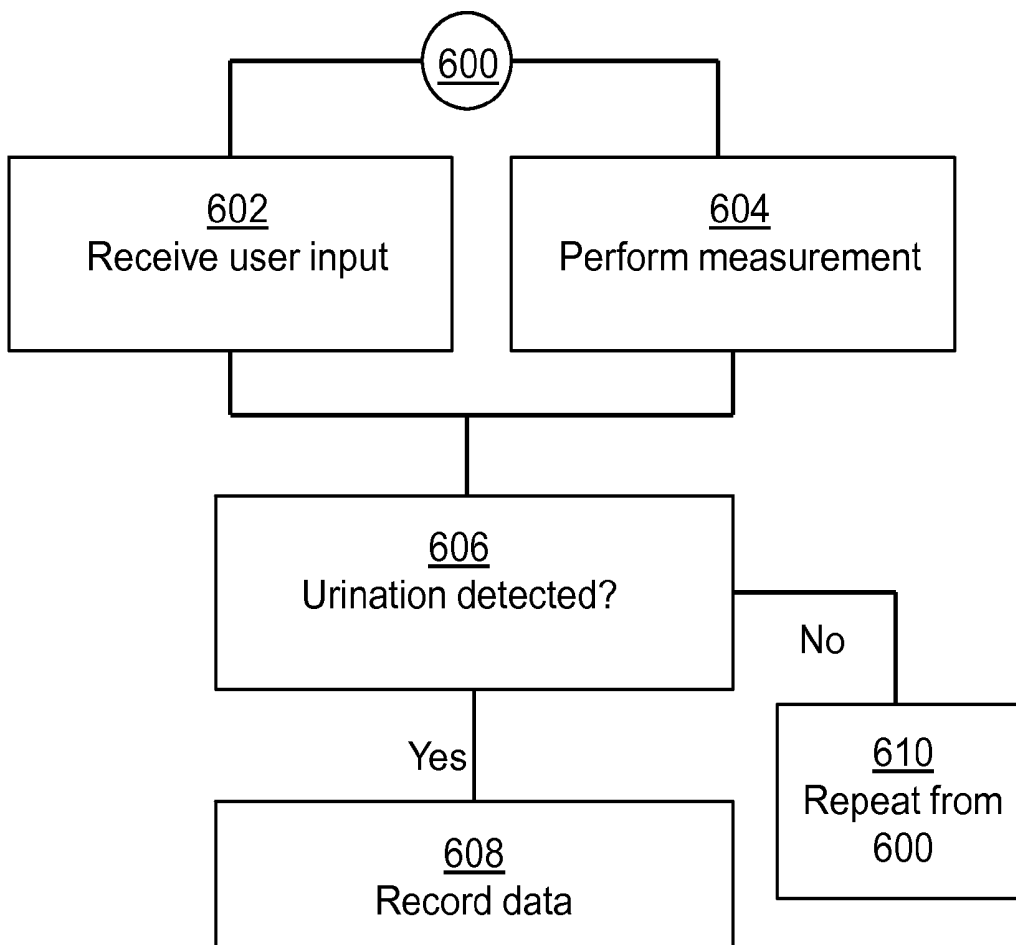 600
602
Receive user input
604
Perform measurement
606
Urination detected?
No
Yes
610
Repeat from
600
608
Record data